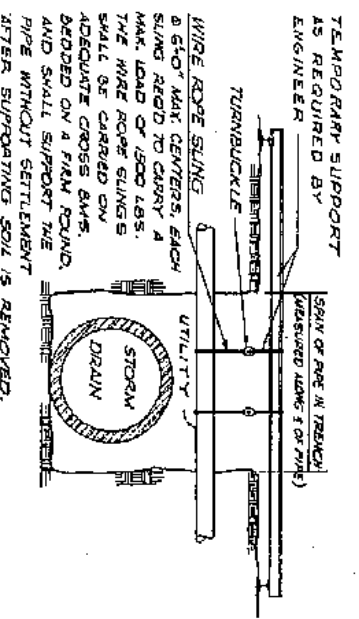 TEMPORARY SUPPORT
AS REQUIRED BY
ENGINEER
SPAN OF PIPE IN TRENCH
(MEASURED ALONG ℄ OF PIPE)
TURNBUCKLE
WIRE ROPE SLING
@ 6'-0" MAX. CENTERS, EACH
SLING REQ'D TO CARRY A
MAX. LOAD OF 1500 LBS.
THE WIRE ROPE SLINGS
SHALL BE CARRIED ON
ADEQUATE CROSS BMS.
BEDDED ON A FIRM FOUND.
AND SHALL SUPPORT THE
PIPE WITHOUT SETTLEMENT
AFTER SUPPORTING SOIL IS REMOVED.
UTILITY
STORM
DRAIN